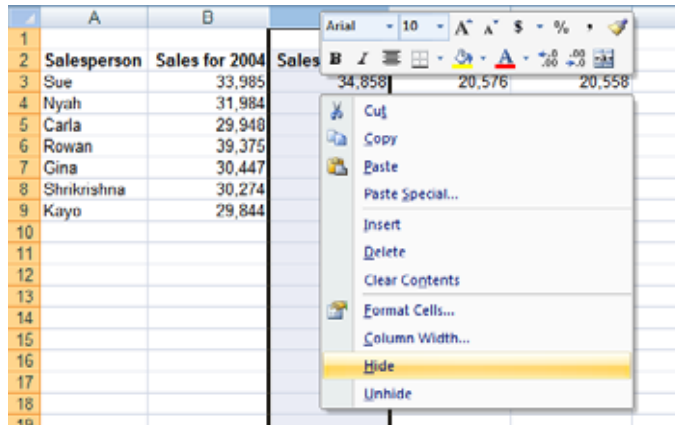 A B
Arial 10 A A $ % ,
1
2 Salesperson Sales for 2004 Sales B I A .00 .00
3 Sue 33,985 34,858 20,576 20,558
4 Nyah 31,984
5 Carla 29,948
6 Rowan 39,375
7 Gina 30,447
8 Shrikrishna 30,274
9 Kayo 29,844
10
11
12
13
14
15
16
17
18
19
Cut
Copy
Paste
Paste Special...
Insert
Delete
Clear Contents
Format Cells...
Column Width...
Hide
Unhide